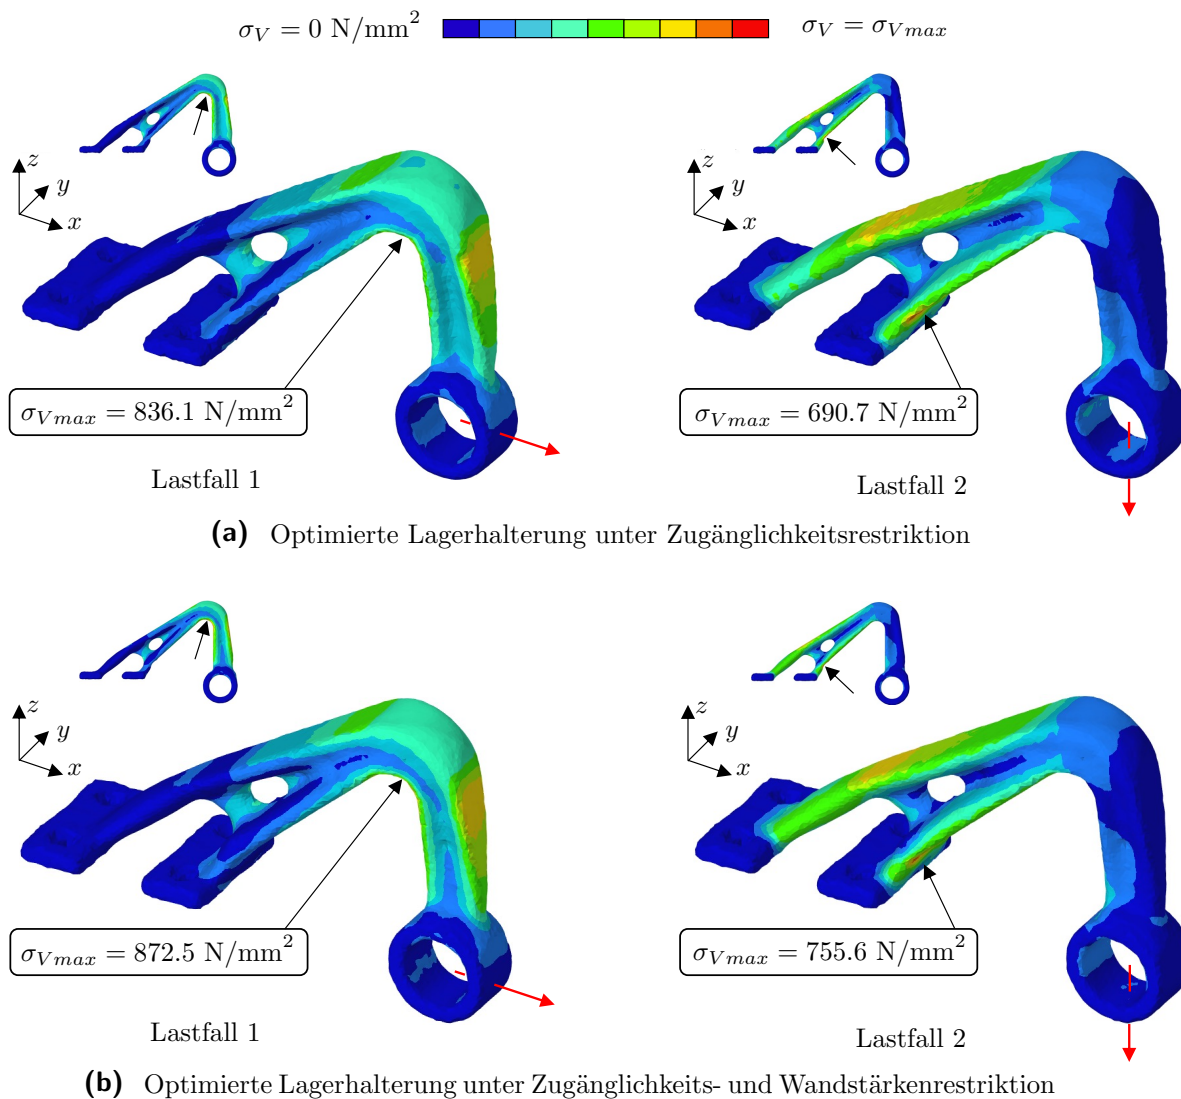 σ_V = 0 N/mm² σ_V = σ_Vmax
z
y
x
z
y
x
σ_Vmax = 836.1 N/mm²
σ_Vmax = 690.7 N/mm²
Lastfall 1
Lastfall 2
(a) Optimierte Lagerhalterung unter Zugänglichkeitsrestriktion
z
y
x
z
y
x
σ_Vmax = 872.5 N/mm²
σ_Vmax = 755.6 N/mm²
Lastfall 1
Lastfall 2
(b) Optimierte Lagerhalterung unter Zugänglichkeits- und Wandstärkenrestriktion